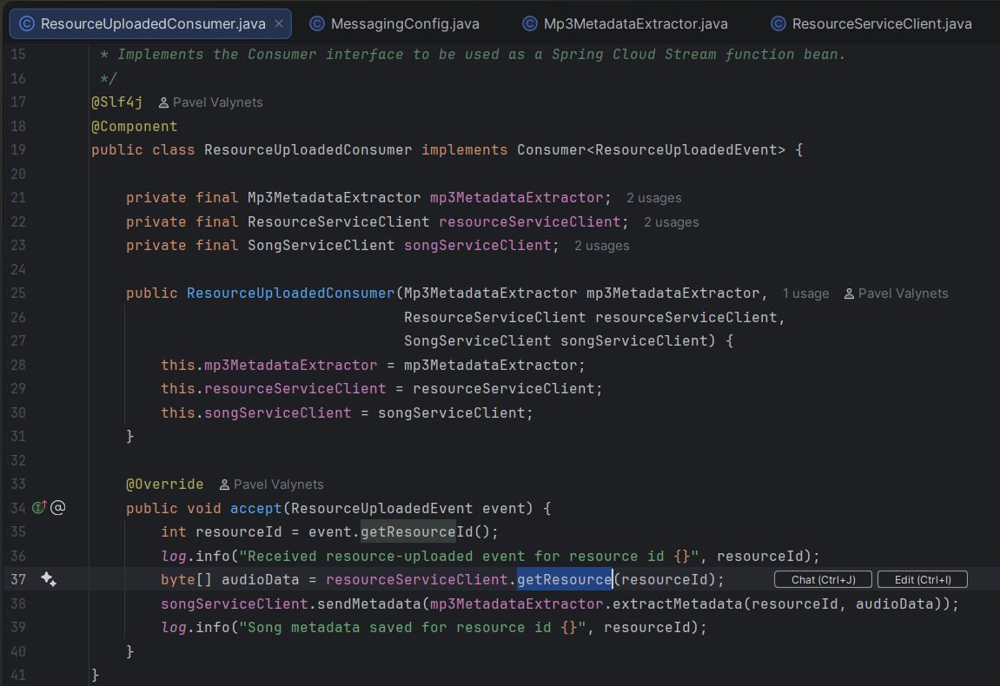 ResourceUploadedConsumer.java × MessagingConfig.java Mp3MetadataExtractor.java ResourceServiceClient.java
15 * Implements the Consumer interface to be used as a Spring Cloud Stream function bean.
16 */
17 @Slf4j Pavel Valynets
18 @Component
19 public class ResourceUploadedConsumer implements Consumer<ResourceUploadedEvent> {
20
21 private final Mp3MetadataExtractor mp3MetadataExtractor; 2 usages
22 private final ResourceServiceClient resourceServiceClient; 2 usages
23 private final SongServiceClient songServiceClient; 2 usages
24
25 public ResourceUploadedConsumer(Mp3MetadataExtractor mp3MetadataExtractor, 1 usage Pavel Valynets
26 ResourceServiceClient resourceServiceClient,
27 SongServiceClient songServiceClient) {
28 this.mp3MetadataExtractor = mp3MetadataExtractor;
29 this.resourceServiceClient = resourceServiceClient;
30 this.songServiceClient = songServiceClient;
31 }
32
33 @Override Pavel Valynets
34 public void accept(ResourceUploadedEvent event) {
35 int resourceId = event.getResourceId();
36 log.info("Received resource-uploaded event for resource id {}", resourceId);
37 byte[] audioData = resourceServiceClient.getResource(resourceId); Chat (Ctrl+J) Edit (Ctrl+I)
38 songServiceClient.sendMetadata(mp3MetadataExtractor.extractMetadata(resourceId, audioData));
39 log.info("Song metadata saved for resource id {}", resourceId);
40 }
41 }